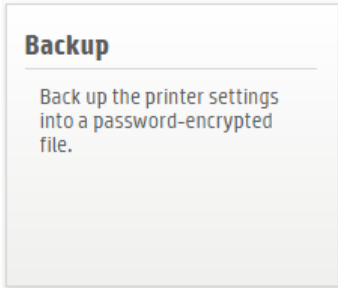 Backup
Back up the printer settings
into a password-encrypted
file.